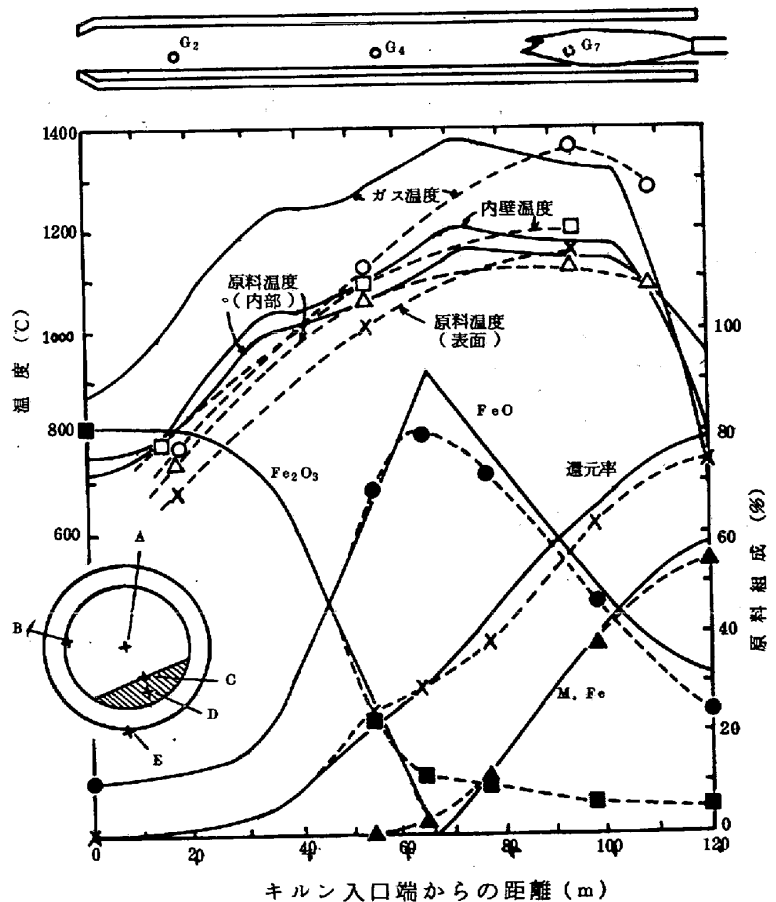 G₂
G₄
G₇
1400
1200
1000
800
600
温度 (℃)
ガス温度
内壁温度
原料温度
(内部)
原料温度
(表面)
Fe₂O₃
FeO
還元率
M. Fe
A
B
C
D
E
100
80
60
40
20
0
原料組成 (%)
0
20
40
60
80
100
120
キルン入口端からの距離 (m)